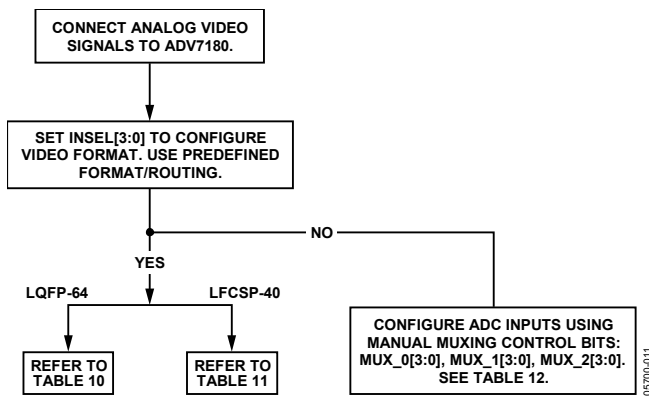 CONNECT ANALOG VIDEO
SIGNALS TO ADV7180.
SET INSEL[3:0] TO CONFIGURE
VIDEO FORMAT. USE PREDEFINED
FORMAT/ROUTING.
NO
YES
LQFP-64
LFCSP-40
REFER TO
TABLE 10
REFER TO
TABLE 11
CONFIGURE ADC INPUTS USING
MANUAL MUXING CONTROL BITS:
MUX_0[3:0], MUX_1[3:0], MUX_2[3:0].
SEE TABLE 12.
05700-011